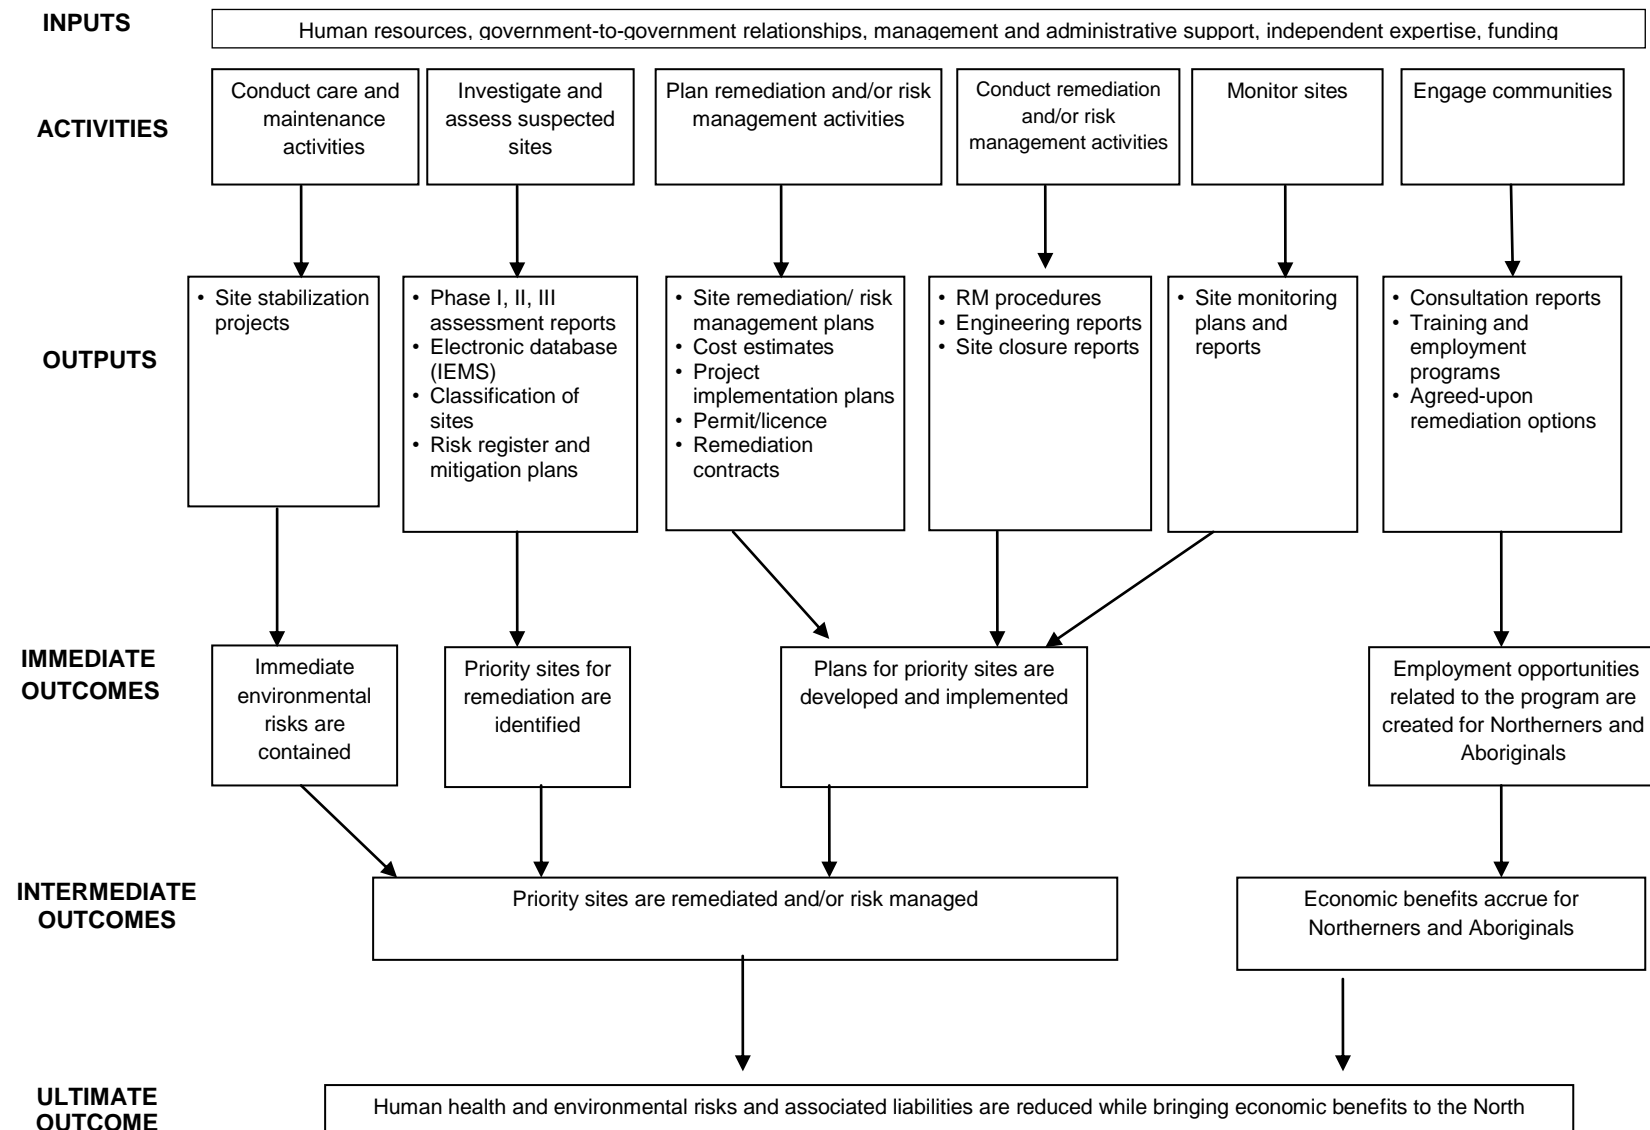 INPUTS
Human resources, government-to-government relationships, management and administrative support, independent expertise, funding
ACTIVITIES
Conduct care and
maintenance
activities
Investigate and
assess suspected
sites
Plan remediation and/or risk
management activities
Conduct remediation
and/or risk
management activities
Monitor sites
Engage communities
OUTPUTS
• Site stabilization
projects
• Phase I, II, III
assessment reports
• Electronic database
(IEMS)
• Classification of
sites
• Risk register and
mitigation plans
• Site remediation/ risk
management plans
• Cost estimates
• Project
implementation plans
• Permit/licence
• Remediation
contracts
• RM procedures
• Engineering reports
• Site closure reports
• Site monitoring
plans and
reports
• Consultation reports
• Training and
employment
programs
• Agreed-upon
remediation options
IMMEDIATE
OUTCOMES
Immediate
environmental
risks are
contained
Priority sites for
remediation are
identified
Plans for priority sites are
developed and implemented
Employment opportunities
related to the program are
created for Northerners and
Aboriginals
INTERMEDIATE
OUTCOMES
Priority sites are remediated and/or risk managed
Economic benefits accrue for
Northerners and Aboriginals
ULTIMATE
OUTCOME
Human health and environmental risks and associated liabilities are reduced while bringing economic benefits to the North